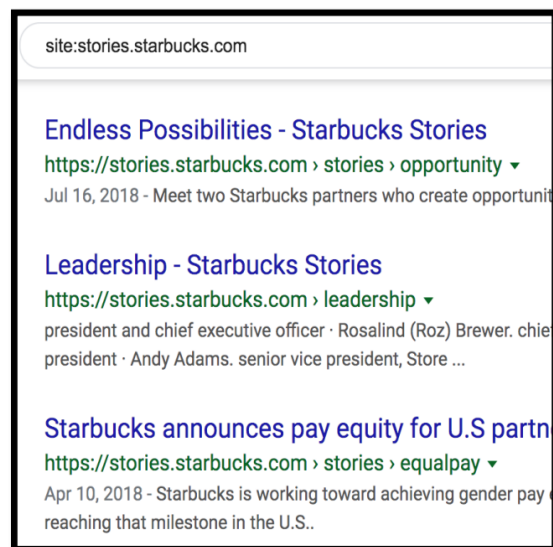 site:stories.starbucks.com
Endless Possibilities - Starbucks Stories
https://stories.starbucks.com › stories › opportunity
Jul 16, 2018 - Meet two Starbucks partners who create opportunit
Leadership - Starbucks Stories
https://stories.starbucks.com › leadership
president and chief executive officer · Rosalind (Roz) Brewer. chief
president · Andy Adams. senior vice president, Store ...
Starbucks announces pay equity for U.S partn
https://stories.starbucks.com › stories › equalpay
Apr 10, 2018 - Starbucks is working toward achieving gender pay
reaching that milestone in the U.S..